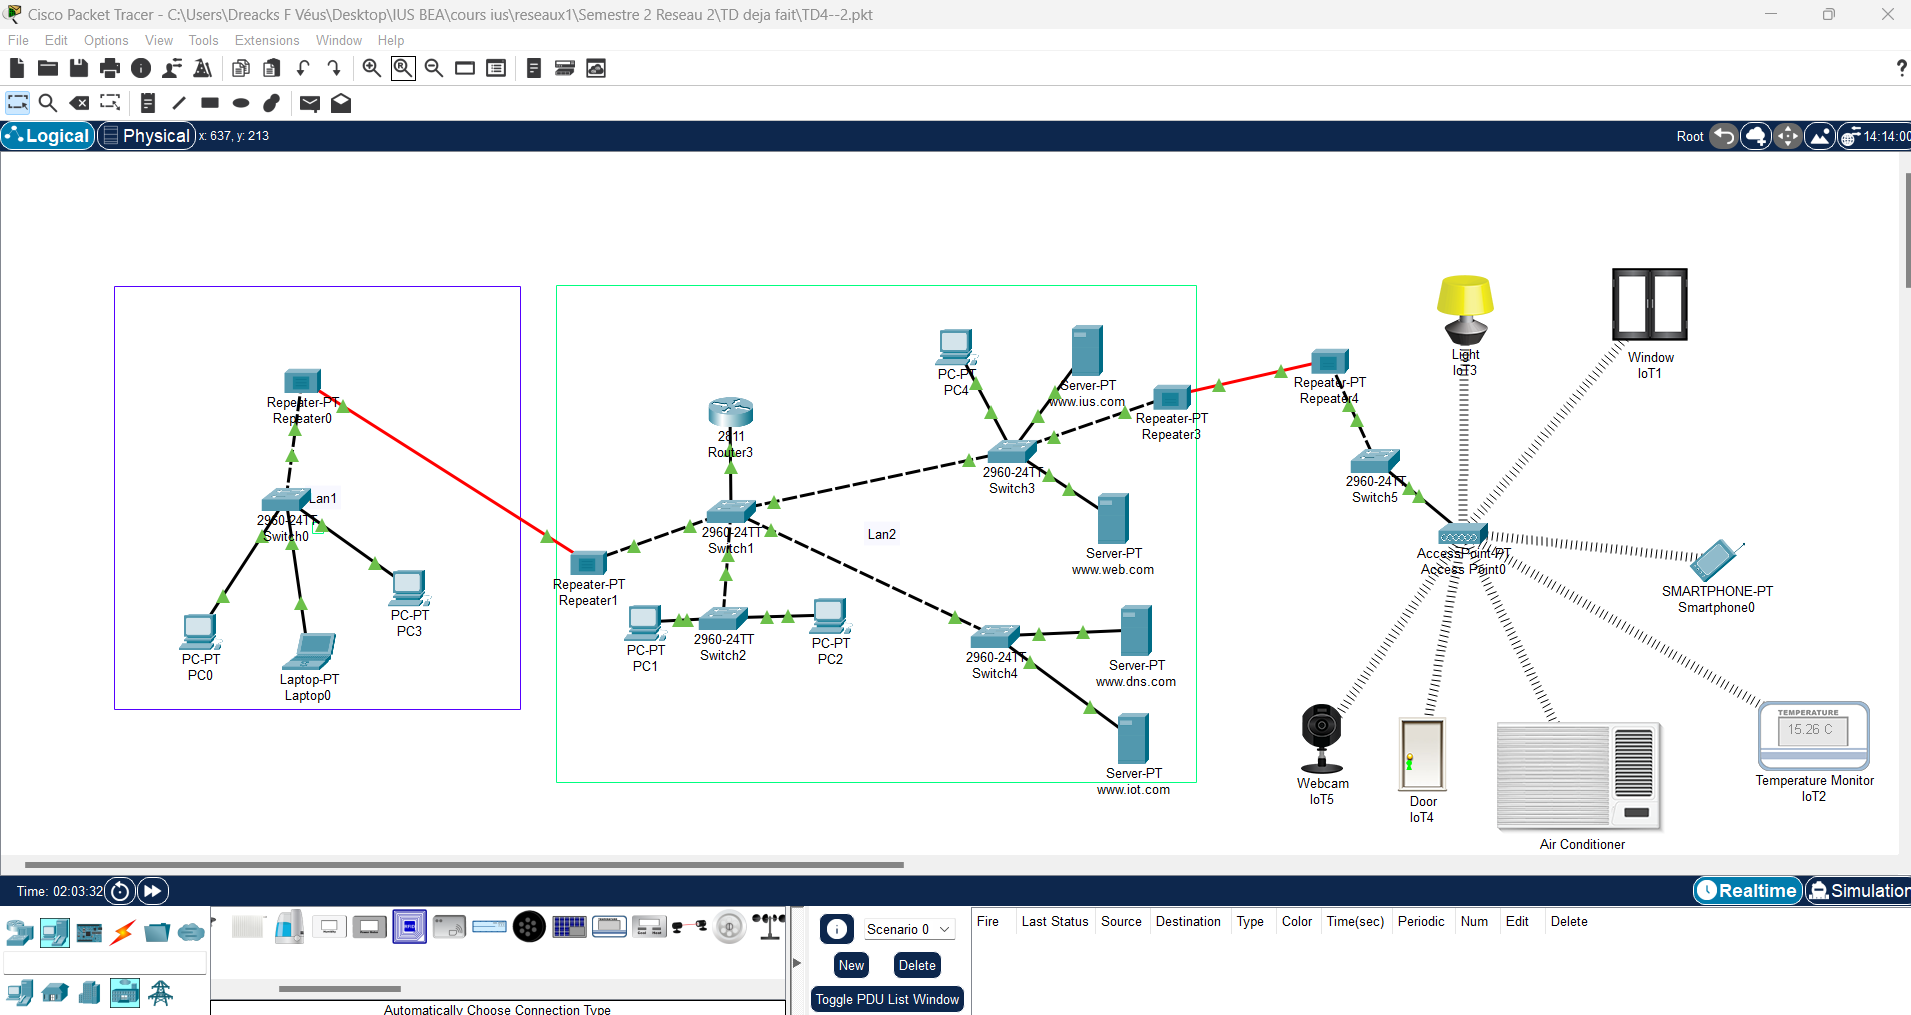 Cisco Packet Tracer - C:\Users\Dreacks F Véus\Desktop\IUS BEA\cours ius\reseaux1\Semestre 2 Reseau 2\TD deja fait\TD4--2.pkt
File Edit Options View Tools Extensions Window Help
?
Logical Physical x: 637, y: 213 Root 14:14:00
Light
IoT3
Window
IoT1
PC-PT
PC4
Server-PT
www.ius.com
Repeater-PT
Repeater3
Repeater-PT
Repeater4
Repeater-PT
Repeater0
2811
Router3
2960-24TT
Switch3
2960-24TT
Switch5
Lan1
2960-24TT
Switch0
2960-24TT
Switch1
Lan2
Server-PT
www.web.com
AccessPoint-PT
Access Point0
SMARTPHONE-PT
Smartphone0
Repeater-PT
Repeater1
PC-PT
PC3
PC-PT
PC0
Laptop-PT
Laptop0
PC-PT
PC1
2960-24TT
Switch2
PC-PT
PC2
2960-24TT
Switch4
Server-PT
www.dns.com
Server-PT
www.iot.com
Webcam
IoT5
Door
IoT4
TEMPERATURE
15.26 C
Temperature Monitor
IoT2
Air Conditioner
Time: 02:03:32 Realtime Simulation
Scenario 0
New Delete
Toggle PDU List Window
Fire Last Status Source Destination Type Color Time(sec) Periodic Num Edit Delete
Automatically Choose Connection Type